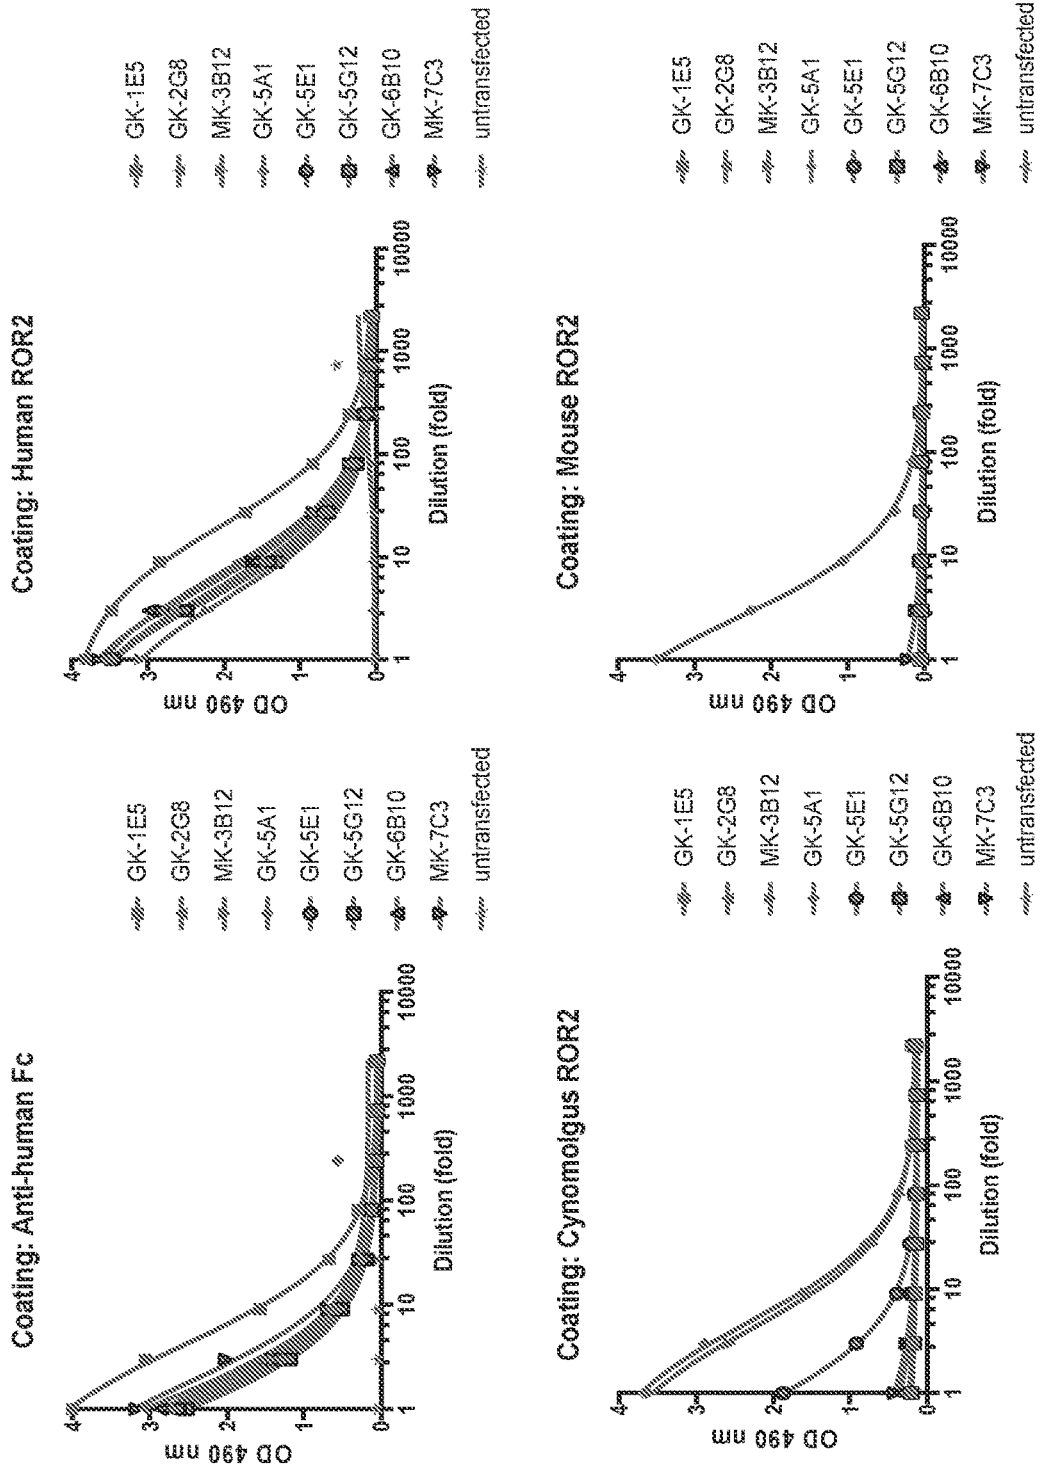 Coating: Anti-human Fc
OD 490 nm
4
3
2
1
0
1
10
100
1000
10000
Dilution (fold)
GK-1E5
GK-2G8
MK-3B12
GK-5A1
GK-5E1
GK-5G12
GK-6B10
MK-7C3
untransfected
Coating: Human ROR2
OD 490 nm
4
3
2
1
0
1
10
100
1000
10000
Dilution (fold)
GK-1E5
GK-2G8
MK-3B12
GK-5A1
GK-5E1
GK-5G12
GK-6B10
MK-7C3
untransfected
Coating: Cynomolgus ROR2
OD 490 nm
4
3
2
1
0
1
10
100
1000
10000
Dilution (fold)
GK-1E5
GK-2G8
MK-3B12
GK-5A1
GK-5E1
GK-5G12
GK-6B10
MK-7C3
untransfected
Coating: Mouse ROR2
OD 490 nm
4
3
2
1
0
1
10
100
1000
10000
Dilution (fold)
GK-1E5
GK-2G8
MK-3B12
GK-5A1
GK-5E1
GK-5G12
GK-6B10
MK-7C3
untransfected